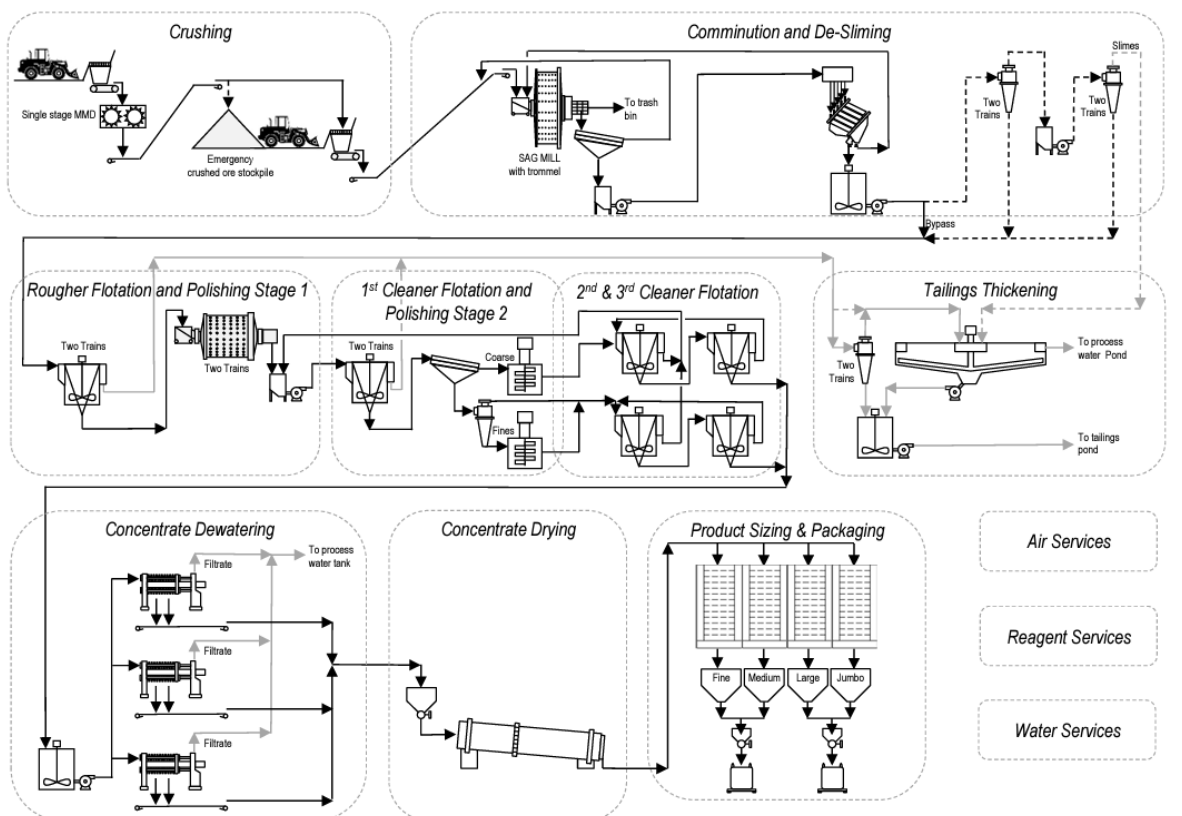 Crushing
Single stage MMD
Emergency
crushed ore stockpile
Comminution and De-Sliming
To trash
bin
SAG MILL
with trommel
Two
Trains
Two
Trains
Slimes
Bypass
Rougher Flotation and Polishing Stage 1
Two Trains
Two Trains
1st Cleaner Flotation and
Polishing Stage 2
Two Trains
Coarse
Fines
2nd & 3rd Cleaner Flotation
Tailings Thickening
Two
Trains
To process
water Pond
To tailings
pond
Concentrate Dewatering
Filtrate
To process
water tank
Filtrate
Filtrate
Concentrate Drying
Product Sizing & Packaging
Fine
Medium
Large
Jumbo
Air Services
Reagent Services
Water Services